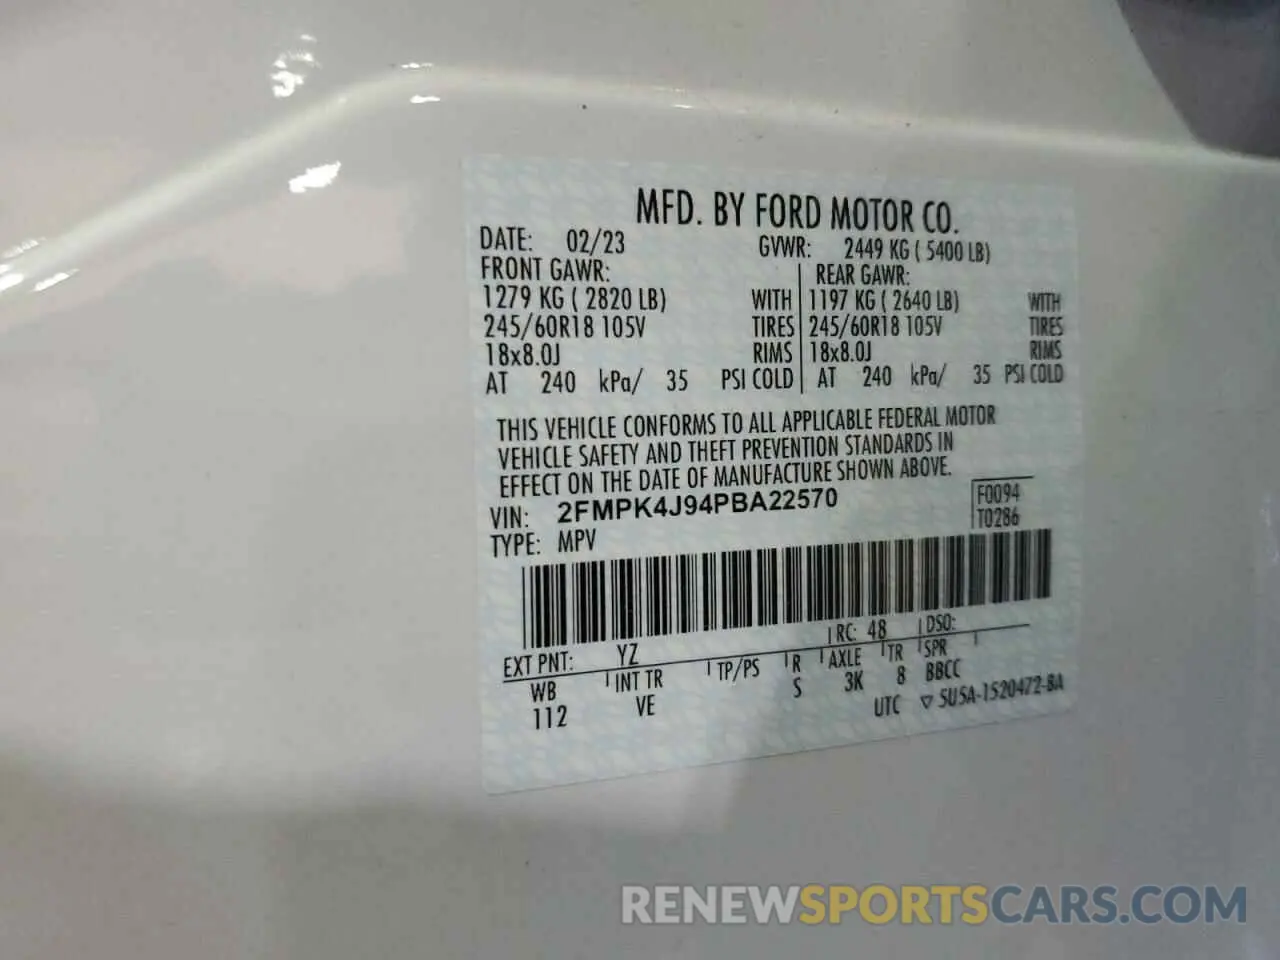 MFD. BY FORD MOTOR CO.
DATE: 02/23 GVWR: 2449 KG ( 5400 LB)
FRONT GAWR: REAR GAWR:
1279 KG ( 2820 LB) WITH 1197 KG ( 2640 LB) WITH
245/60R18 105V TIRES 245/60R18 105V TIRES
18x8.0J RIMS 18x8.0J RIMS
AT 240 kPa/ 35 PSI COLD AT 240 kPa/ 35 PSI COLD
THIS VEHICLE CONFORMS TO ALL APPLICABLE FEDERAL MOTOR
VEHICLE SAFETY AND THEFT PREVENTION STANDARDS IN
EFFECT ON THE DATE OF MANUFACTURE SHOWN ABOVE.
VIN: 2FMPK4J94PBA22570 F0094
TYPE: MPV T0286
EXT PNT: YZ RC: 48 DSO:
WB INT TR TP/PS R AXLE TR SPR
112 VE S 3K 8 BBCC
UTC ▽ 5U5A-1520472-BA
RENEWSPORTSCARS.COM